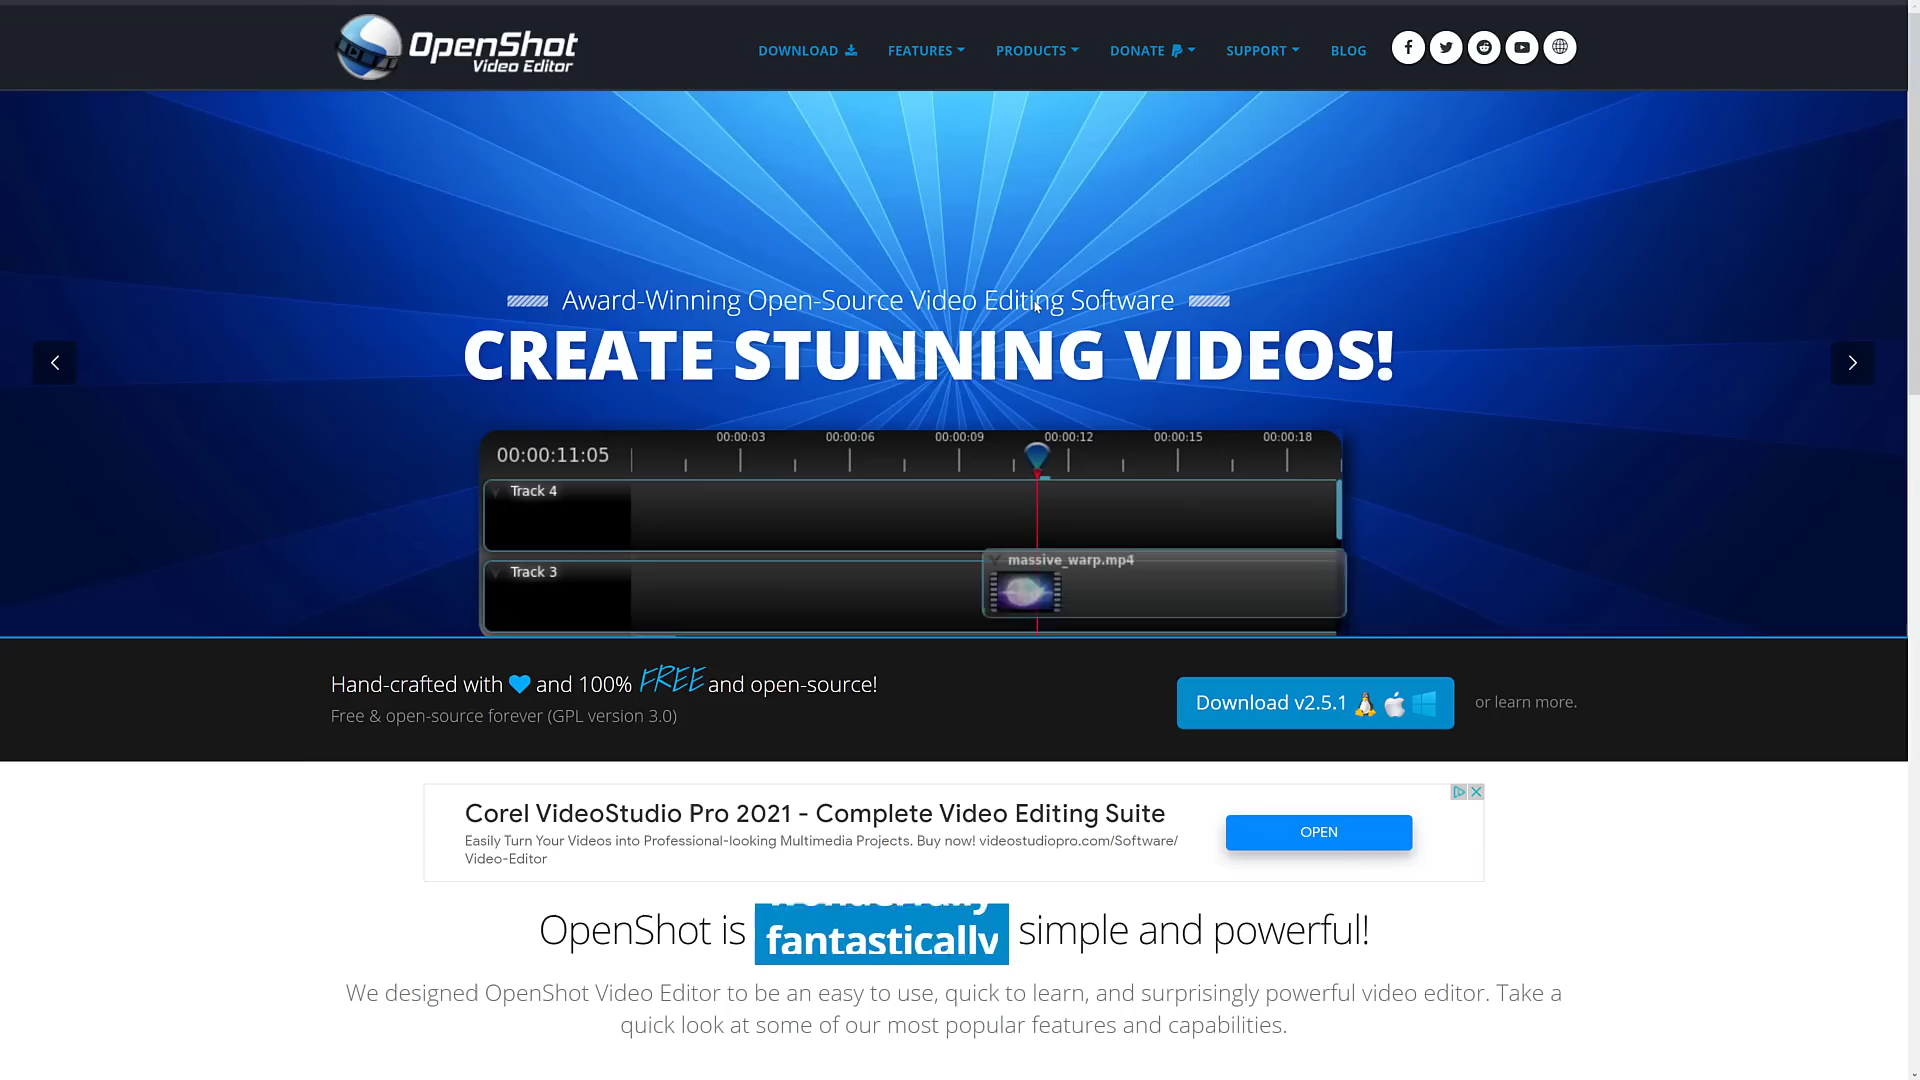 OpenShot
Video Editor
DOWNLOAD
FEATURES
PRODUCTS
DONATE
SUPPORT
BLOG
Award-Winning Open-Source Video Editing Software
CREATE STUNNING VIDEOS!
00:00:11:05
00:00:03
00:00:06
00:00:09
00:00:12
00:00:15
00:00:18
Track 4
massive_warp.mp4
Track 3
Hand-crafted with and 100% FREE and open-source!
Free & open-source forever (GPL version 3.0)
Download v2.5.1
or learn more.
Corel VideoStudio Pro 2021 - Complete Video Editing Suite
Easily Turn Your Videos into Professional-looking Multimedia Projects. Buy now! videostudiopro.com/Software/
Video-Editor
OPEN
OpenShot is fantastically simple and powerful!
We designed OpenShot Video Editor to be an easy to use, quick to learn, and surprisingly powerful video editor. Take a
quick look at some of our most popular features and capabilities.